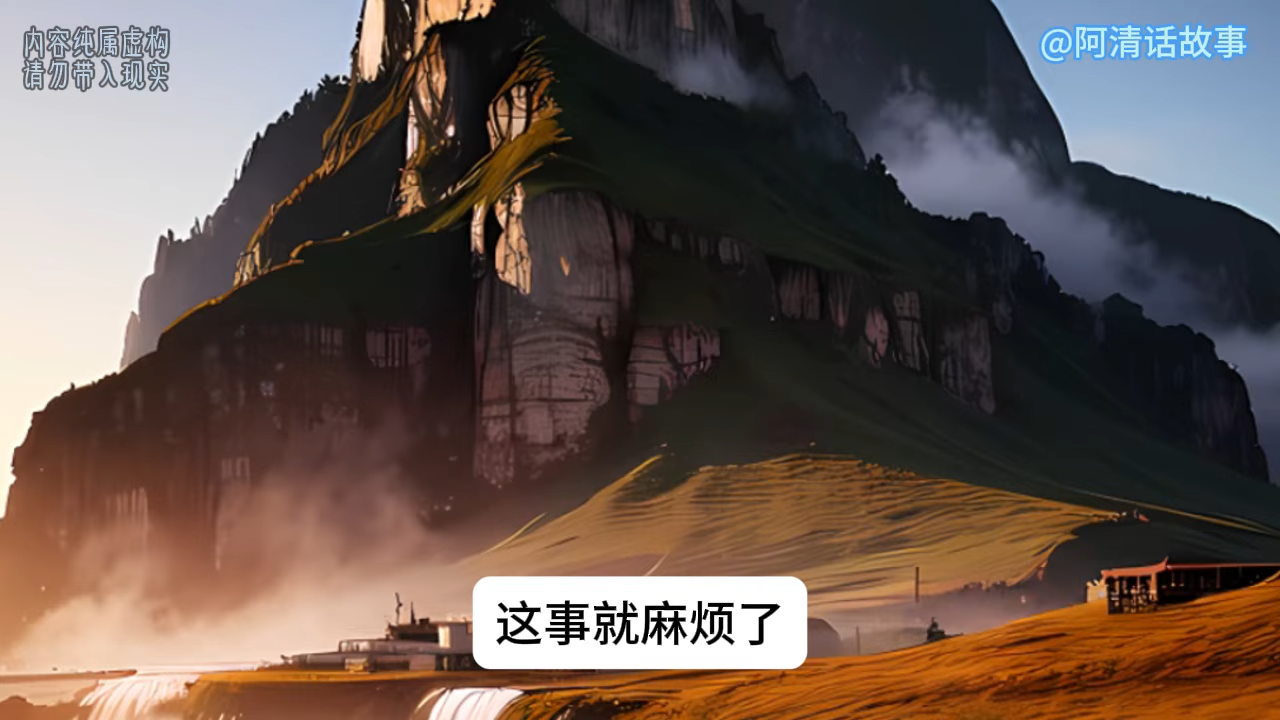 内容纯属虚构
请勿带入现实
@阿清话故事
这事就麻烦了